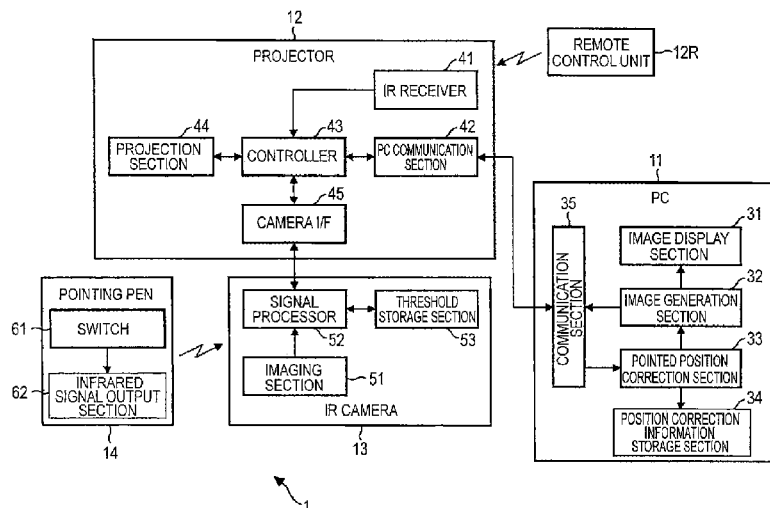 12
PROJECTOR
REMOTE
CONTROL UNIT
12R
41
IR RECEIVER
44
PROJECTION
SECTION
43
CONTROLLER
42
PC COMMUNICATION
SECTION
45
CAMERA I/F
11
PC
35
COMMUNICATION
SECTION
31
IMAGE DISPLAY
SECTION
32
IMAGE GENERATION
SECTION
33
POINTED POSITION
CORRECTION SECTION
34
POSITION CORRECTION
INFORMATION
STORAGE SECTION
POINTING PEN
61
SWITCH
62
INFRARED
SIGNAL OUTPUT
SECTION
14
SIGNAL
PROCESSOR
52
THRESHOLD
STORAGE SECTION
53
IMAGING
SECTION
51
IR CAMERA
13
1